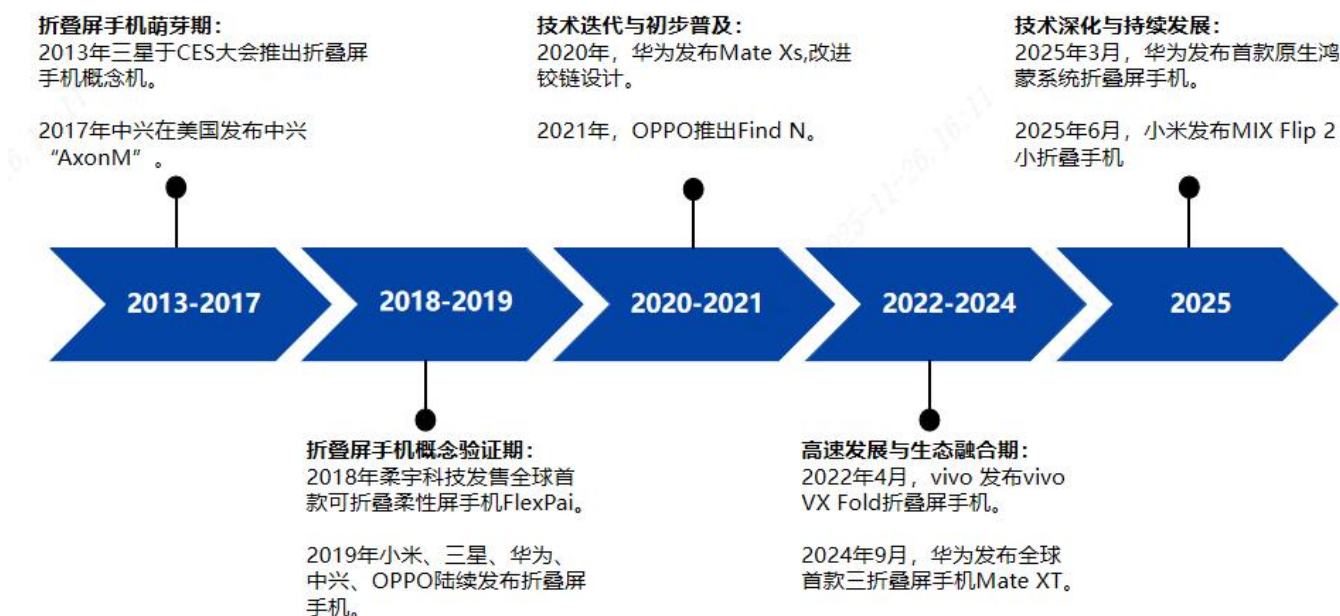 折叠屏手机萌芽期：
2013年三星于CES大会推出折叠屏
手机概念机。
2017年中兴在美国发布中兴
“AxonM”。
技术迭代与初步普及：
2020年，华为发布Mate Xs,改进
铰链设计。
2021年，OPPO推出Find N。
技术深化与持续发展：
2025年3月，华为发布首款原生鸿
蒙系统折叠屏手机。
2025年6月，小米发布MIX Flip 2
小折叠手机
2013-2017
2018-2019
2020-2021
2022-2024
2025
折叠屏手机概念验证期：
2018年柔宇科技发售全球首
款可折叠柔性屏手机FlexPai。
2019年小米、三星、华为、
中兴、OPPO陆续发布折叠屏
手机。
高速发展与生态融合期：
2022年4月，vivo 发布vivo
VX Fold折叠屏手机。
2024年9月，华为发布全球
首款三折叠屏手机Mate XT。